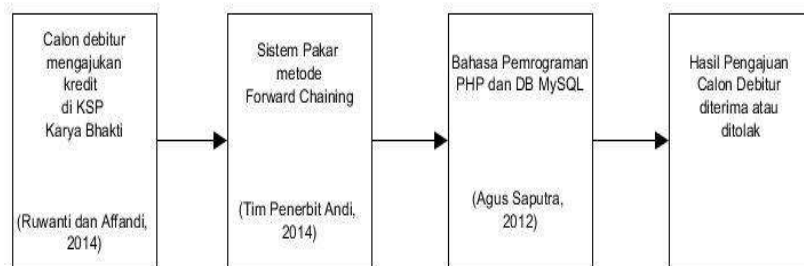 Calon debitur
mengajukan
kredit
di KSP
Karya Bhakti
(Ruwanti dan Affandi,
2014)
Sistem Pakar
metode
Forward Chaining
(Tim Penerbit Andi,
2014)
Bahasa Pemrograman
PHP dan DB MySQL
(Agus Saputra,
2012)
Hasil Pengajuan
Calon Debitur
diterima atau
ditolak